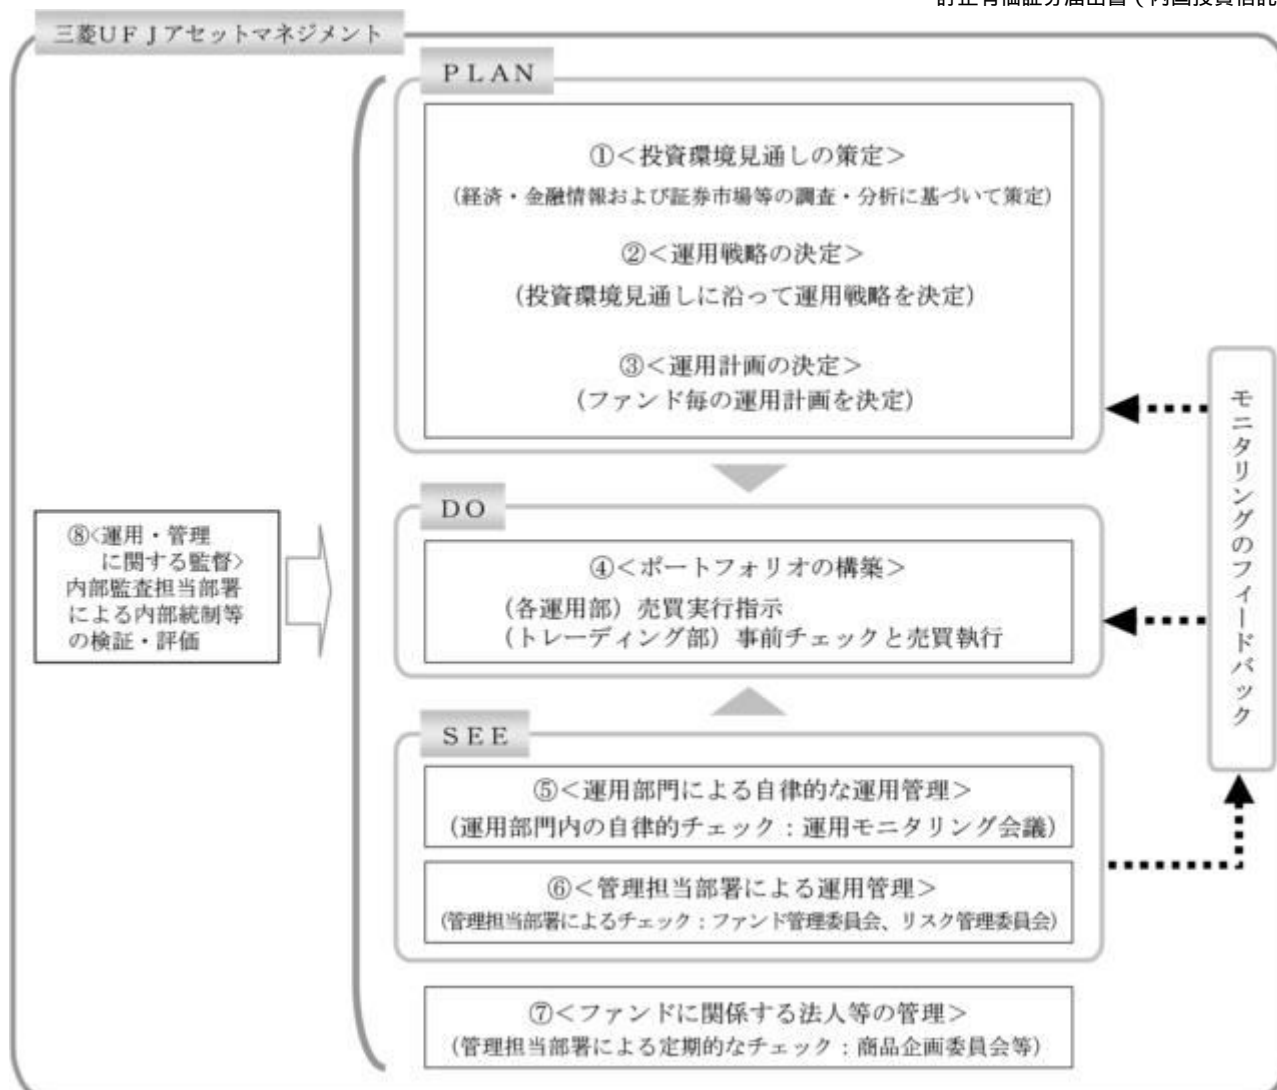 訂正有価証券届出書(内国投資信託
三菱UFJアセットマネジメント
PLAN
①<投資環境見通しの策定>
(経済・金融情報および証券市場等の調査・分析に基づいて策定)
②<運用戦略の決定>
(投資環境見通しに沿って運用戦略を決定)
③<運用計画の決定>
(ファンド毎の運用計画を決定)
DO
④<ポートフォリオの構築>
(各運用部)売買実行指示
(トレーディング部)事前チェックと売買執行
SEE
⑤<運用部門による自律的な運用管理>
(運用部門内の自律的チェック:運用モニタリング会議)
⑥<管理担当部署による運用管理>
(管理担当部署によるチェック:ファンド管理委員会、リスク管理委員会)
⑦<ファンドに関係する法人等の管理>
(管理担当部署による定期的なチェック:商品企画委員会等)
⑧<運用・管理
に関する監督>
内部監査担当部署
による内部統制等
の検証・評価
モニタリングのフィードバック